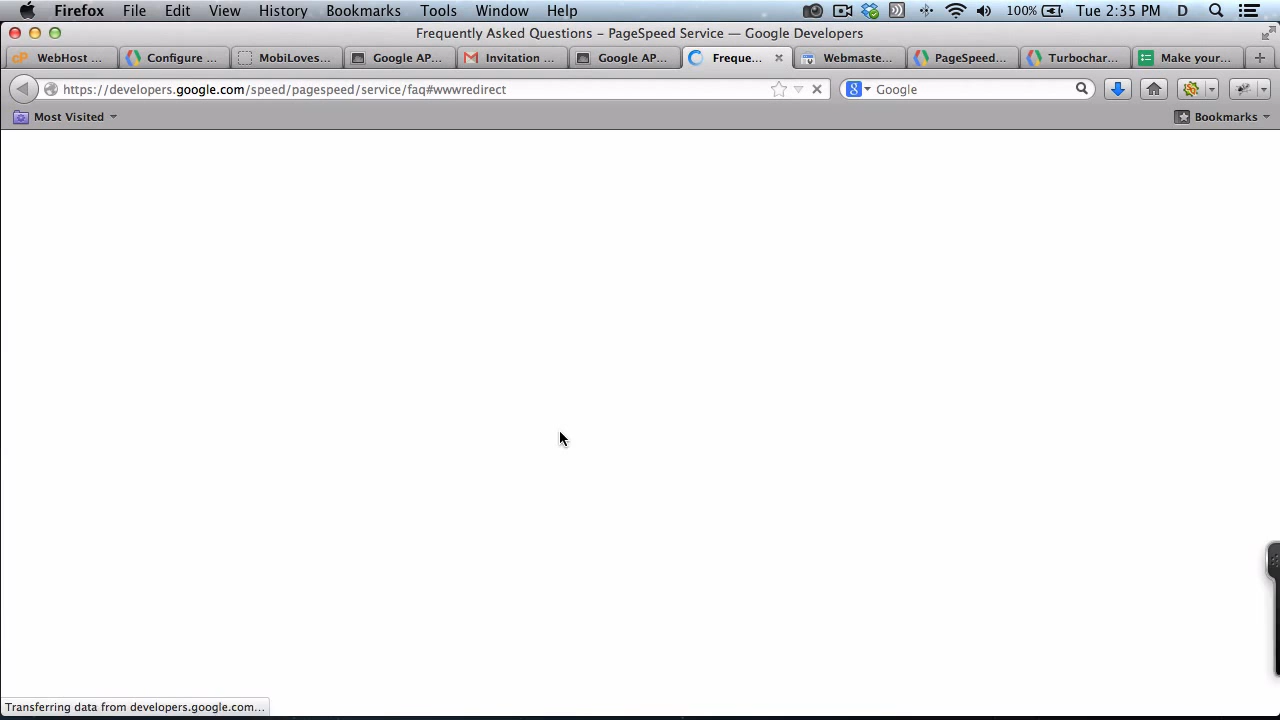 Firefox File Edit View History Bookmarks Tools Window Help 100% Tue 2:35 PM D
Frequently Asked Questions – PageSpeed Service — Google Developers
WebHost ... Configure ... MobiLoves... Google AP... Invitation ... Google AP... Freque... Webmaste... PageSpeed... Turbochar... Make your...
https://developers.google.com/speed/pagespeed/service/faq#wwwredirect Google
Most Visited Bookmarks
Transferring data from developers.google.com...